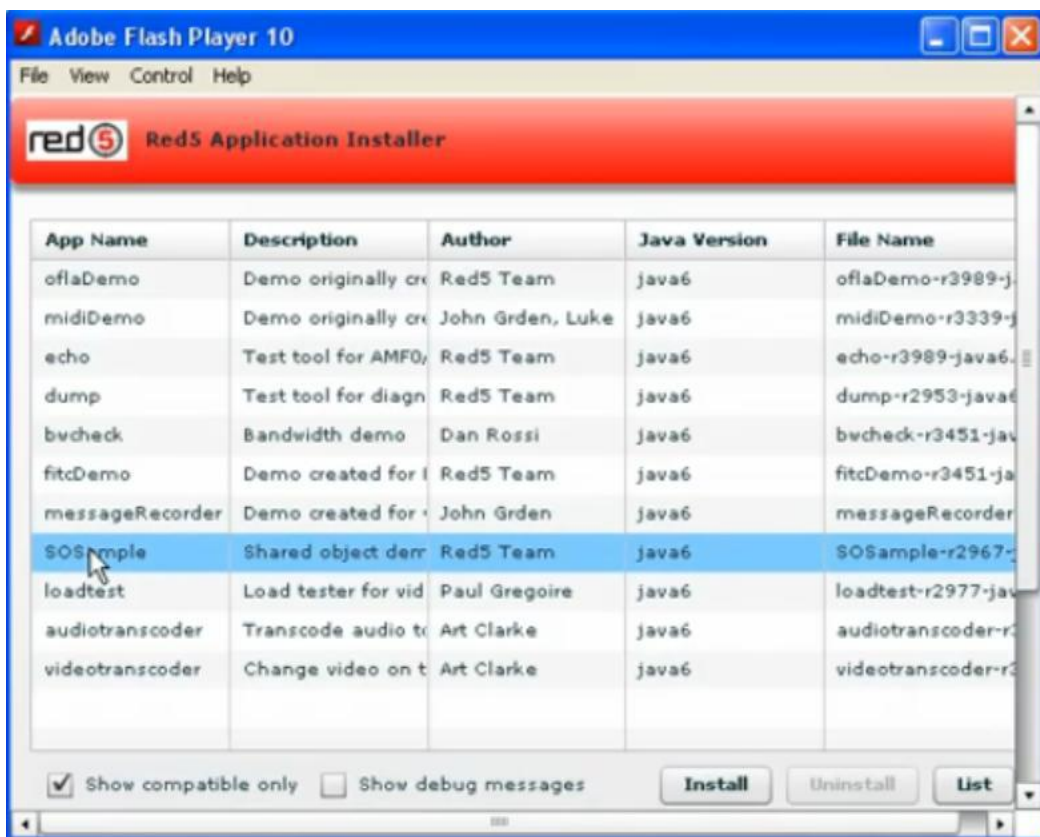 Adobe Flash Player 10
File View Control Help
red5 Red5 Application Installer
App Name Description Author Java Version File Name
oflaDemo Demo originally cre Red5 Team java6 oflaDemo-r3989-j
midiDemo Demo originally cre John Grden, Luke java6 midiDemo-r3339-j
echo Test tool for AMF0/ Red5 Team java6 echo-r3989-java6.
dump Test tool for diagn Red5 Team java6 dump-r2953-java6
bwcheck Bandwidth demo Dan Rossi java6 bwcheck-r3451-jav
fitcDemo Demo created for Red5 Team java6 fitcDemo-r3451-ja
messageRecorder Demo created for John Grden java6 messageRecorder
SOSample Shared object dem Red5 Team java6 SOSample-r2967-j
loadtest Load tester for vid Paul Gregoire java6 loadtest-r2977-jav
audiotranscoder Transcode audio to Art Clarke java6 audiotranscoder-r3
videotranscoder Change video on t Art Clarke java6 videotranscoder-r3
Show compatible only Show debug messages Install Uninstall List